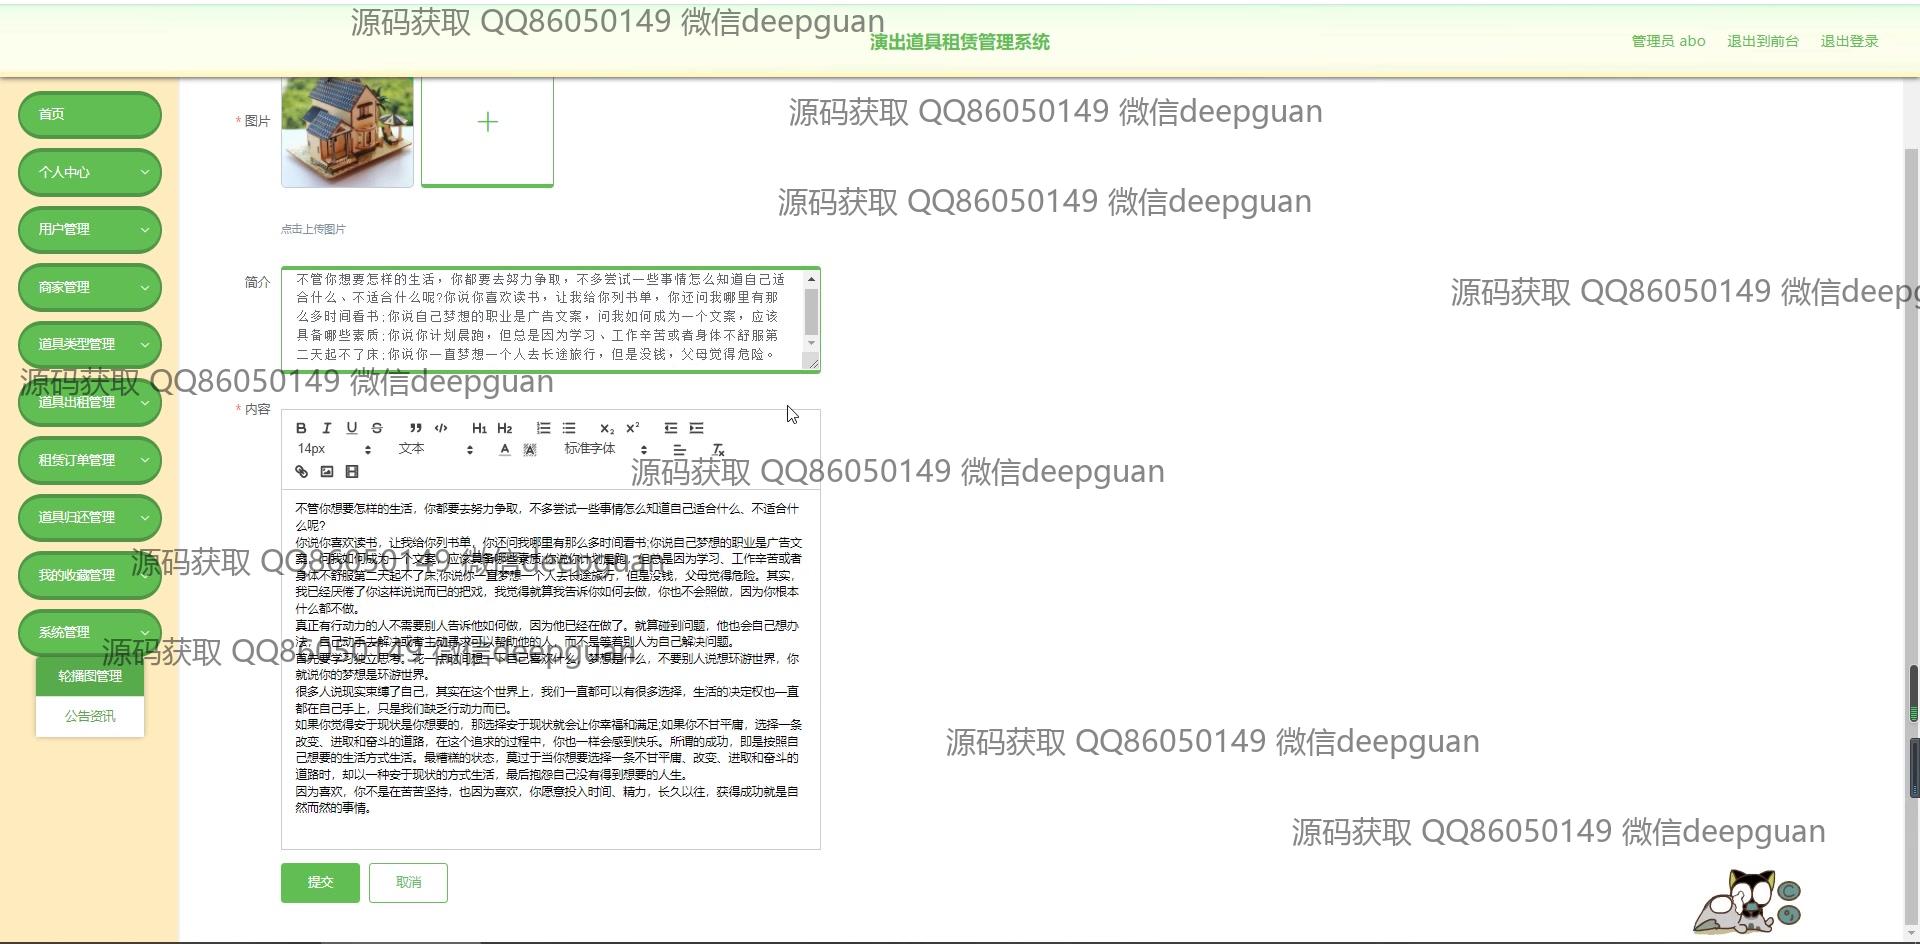 源码获取 QQ86050149 微信deepguan
演出道具租赁管理系统
管理员 abo
退出到前台
退出登录
首页
个人中心
用户管理
商家管理
道具类型管理
道具出租管理
租赁订单管理
道具归还管理
我的收藏管理
系统管理
轮播图管理
公告资讯
* 图片
源码获取 QQ86050149 微信deepguan
源码获取 QQ86050149 微信deepguan
点击上传图片
简介
不管你想要怎样的生活，你都要去努力争取，不多尝试一些事情怎么知道自己适
合什么、不适合什么呢?你说你喜欢读书，让我给你列书单，你还问我哪里有那
么多时间看书;你说自己梦想的职业是广告文案，问我如何成为一个文案，应该
具备哪些素质;你说你计划晨跑，但总是因为学习、工作辛苦或者身体不舒服第
二天起不了床;你说你一直梦想一个人去长途旅行，但是没钱，父母觉得危险。
源码获取 QQ86050149 微信deepg
源码获取 QQ86050149 微信deepguan
* 内容
B I U S H1 H2 X2 X2
14px 文本 A A 标准字体
源码获取 QQ86050149 微信deepguan
不管你想要怎样的生活，你都要去努力争取，不多尝试一些事情怎么知道自己适合什么、不适合什
么呢?
你说你喜欢读书，让我给你列书单，你还问我哪里有那么多时间看书;你说自己梦想的职业是广告文
案，问我如何成为一个文案，应该具备哪些素质;你说你计划晨跑，但总是因为学习、工作辛苦或者
身体不舒服第二天起不了床;你说你一直梦想一个人去长途旅行，但是没钱，父母觉得危险。其实，
我已经厌倦了你这样说说而已的把戏，我觉得就算我告诉你如何去做，你也不会照做，因为你根本
什么都不做。
真正有行动力的人不需要别人告诉他如何做，因为他已经在做了。就算碰到问题，他也会自己想办
法，自己动手去解决或者主动寻求可以帮助他的人，而不是等着别人为自己解决问题。
首先要学习独立思考。花一点时间想一下自己喜欢什么，梦想是什么，不要别人说想环游世界，你
就说你的梦想是环游世界。
很多人说现实束缚了自己，其实在这个世界上，我们一直都可以有很多选择，生活的决定权也—直
都在自己手上，只是我们缺乏行动力而已。
如果你觉得安于现状是你想要的，那选择安于现状就会让你幸福和满足;如果你不甘平庸，选择一条
改变、进取和奋斗的道路，在这个追求的过程中，你也一样会感到快乐。所谓的成功，即是按照自
己想要的生活方式生活。最糟糕的状态，莫过于当你想要选择一条不甘平庸、改变、进取和奋斗的
道路时，却以一种安于现状的方式生活，最后抱怨自己没有得到想要的人生。
因为喜欢，你不是在苦苦坚持，也因为喜欢，你愿意投入时间、精力，长久以往，获得成功就是自
然而然的事情。
源码获取 QQ86050149 微信deepguan
源码获取 QQ86050149 微信deepguan
源码获取 QQ86050149 微信deepguan
源码获取 QQ86050149 微信deepguan
提交
取消